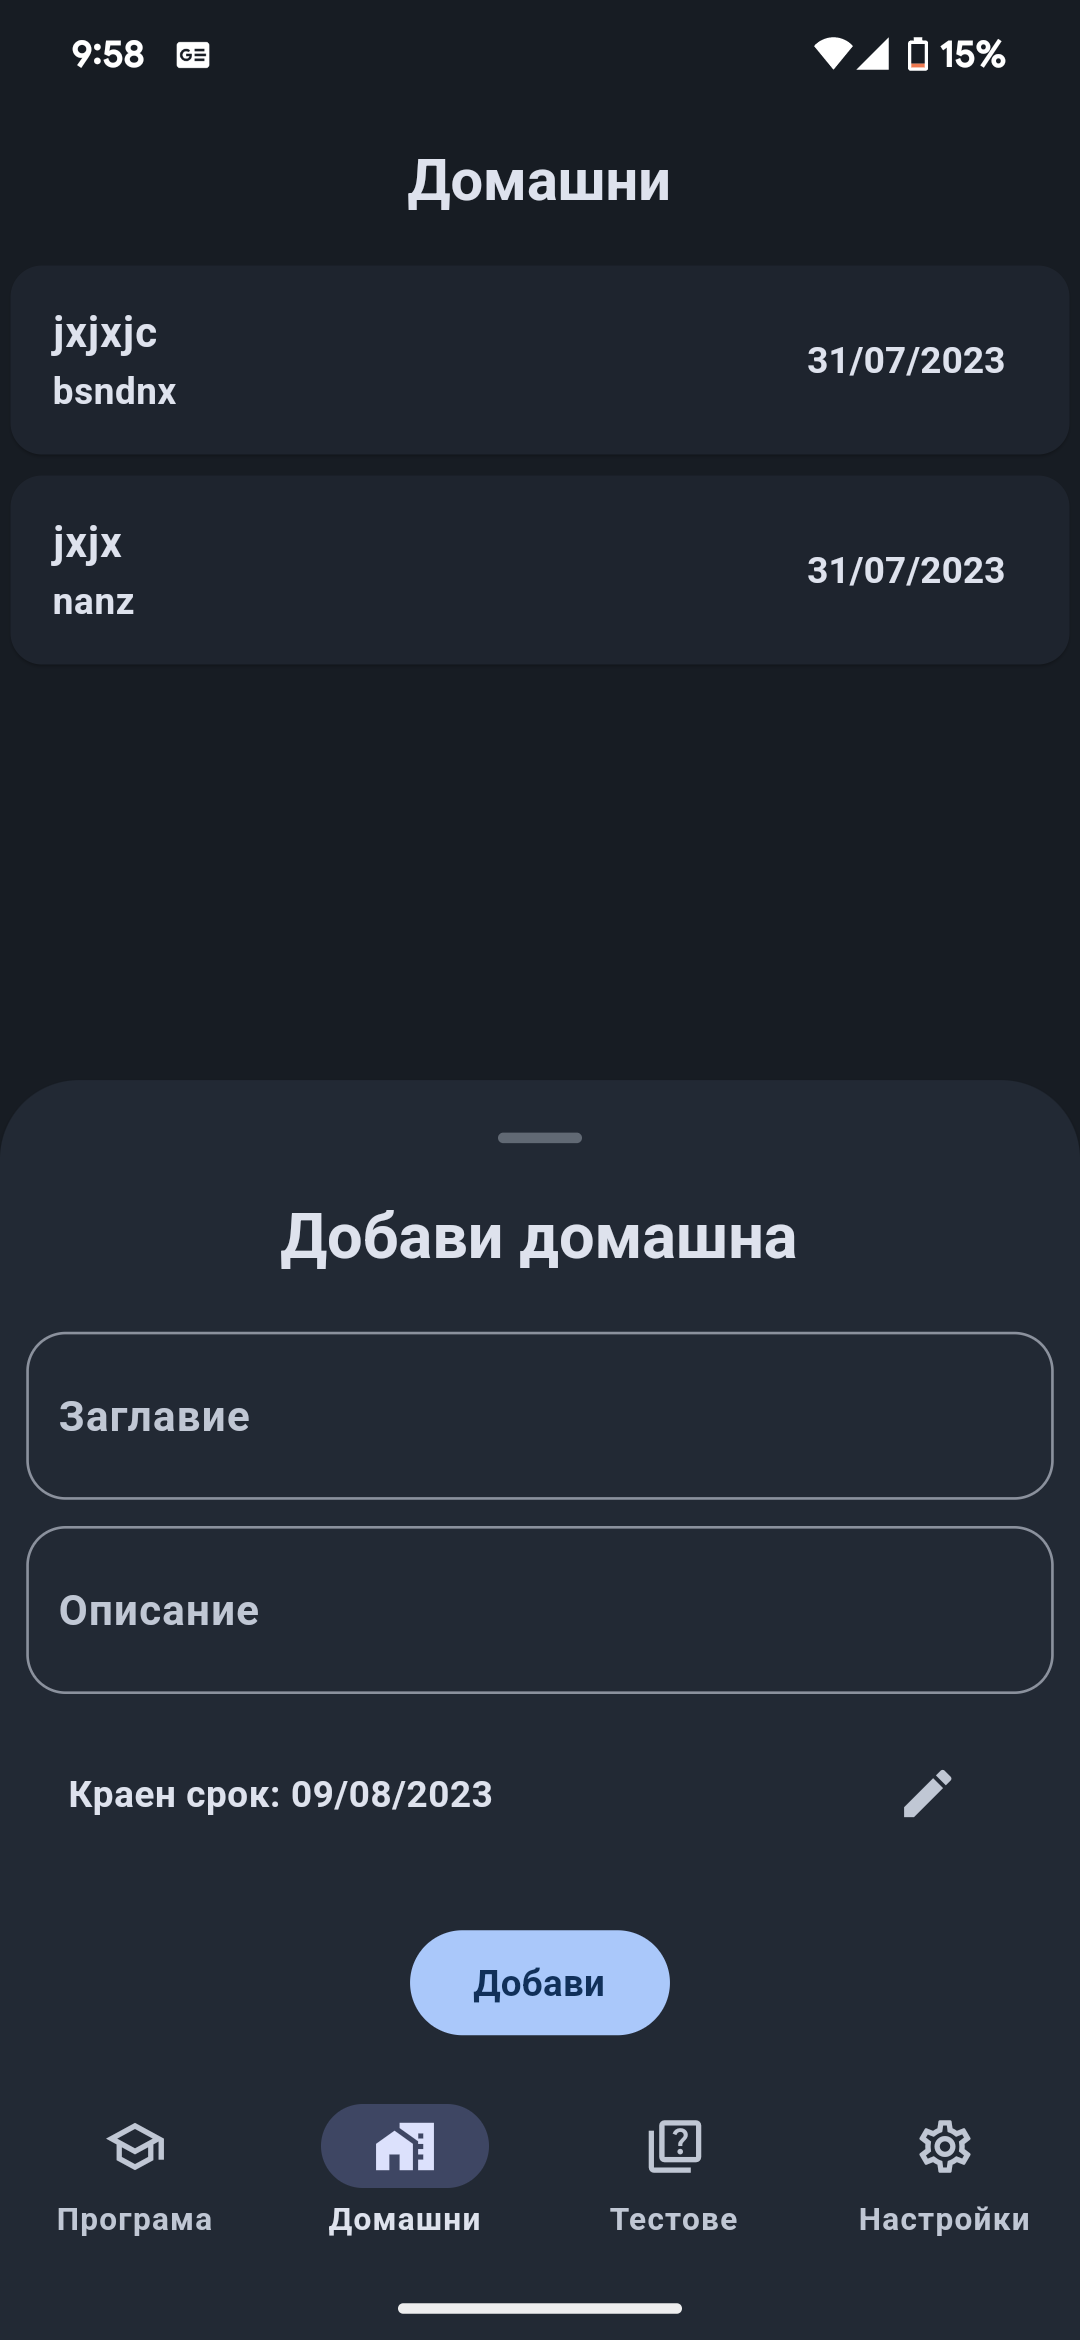 9:58
15%
Домашни
jxjxjc
bsndnx
31/07/2023
jxjx
nanz
31/07/2023
Добави домашна
Заглавие
Описание
Краен срок: 09/08/2023
Добави
Програма
Домашни
Тестове
Настройки